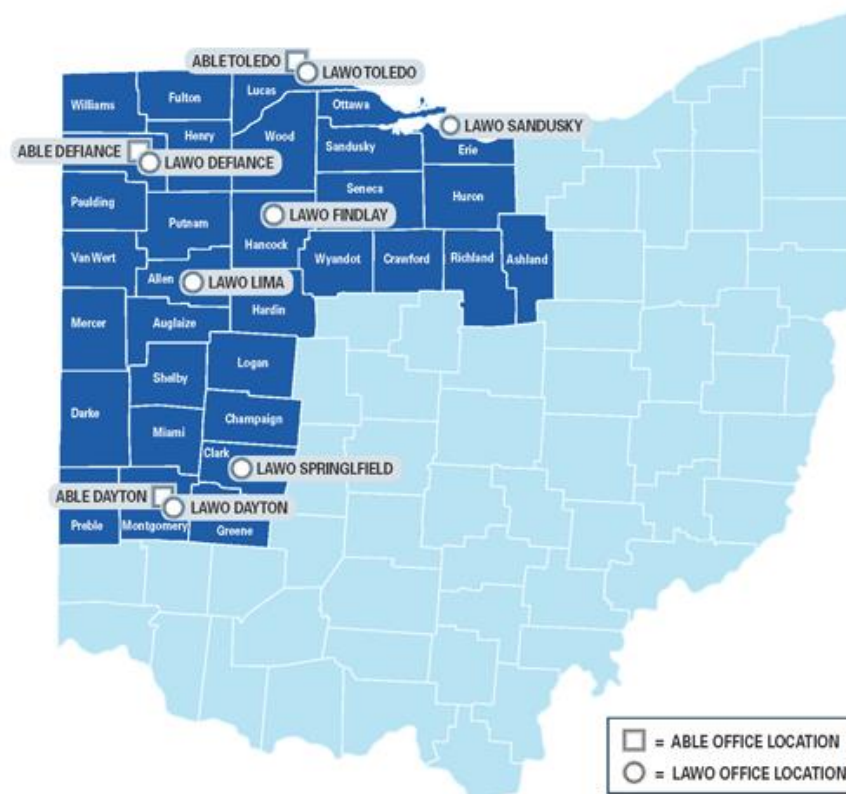 ABLE TOLEDO
LAWO TOLEDO
Lucas
Fulton
Williams
Ottawa
LAWO SANDUSKY
Henry
Wood
Sandusky
Erie
ABLE DEFIANCE
LAWO DEFIANCE
Seneca
Huron
Paulding
Putnam
LAWO FINDLAY
Hancock
Van Wert
Wyandot
Crawford
Richland
Ashland
Allen
LAWO LIMA
Hardin
Mercer
Auglaize
Logan
Shelby
Darke
Champaign
Miami
Clark
LAWO SPRINGLFIELD
ABLE DAYTON
LAWO DAYTON
Preble
Montgomery
Greene
= ABLE OFFICE LOCATION
= LAWO OFFICE LOCATION